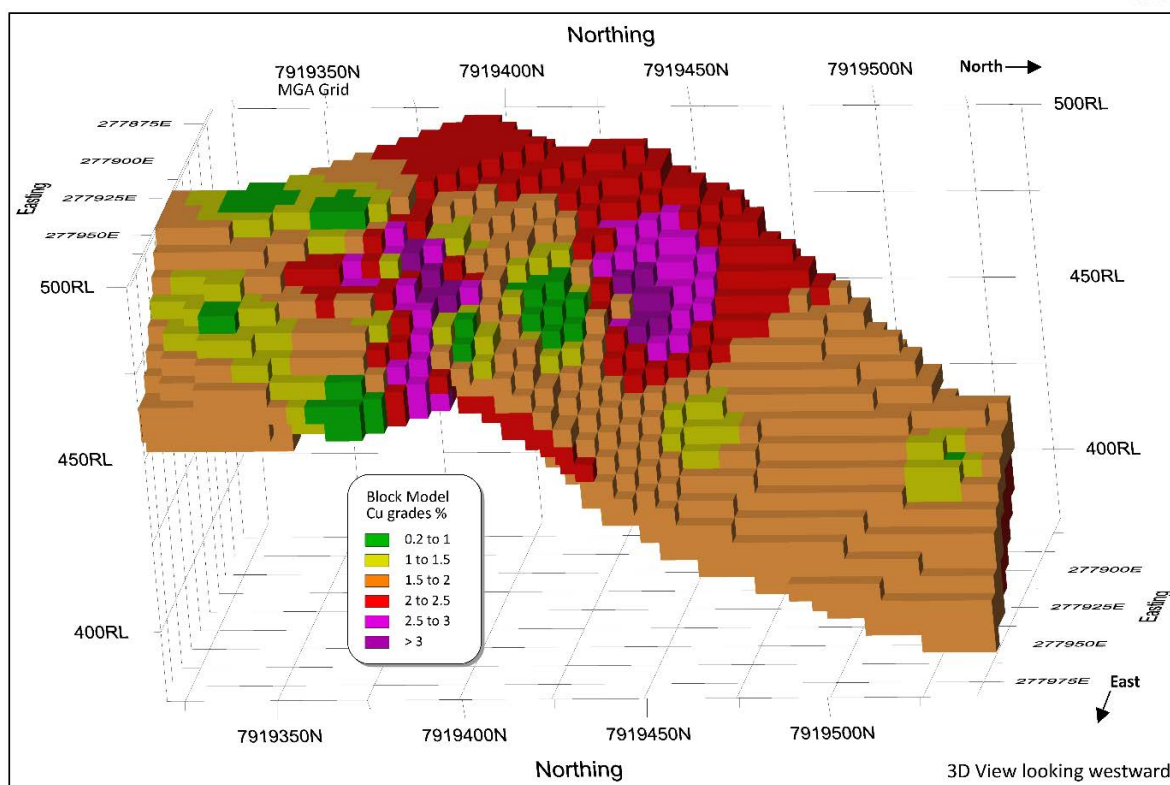 Northing
7919350N
7919400N
7919450N
7919500N
North
MGA Grid
500RL
277875E
277900E
277925E
277950E
Easting
500RL
450RL
450RL
400RL
400RL
Block Model
Cu grades %
0.2 to 1
1 to 1.5
1.5 to 2
2 to 2.5
2.5 to 3
> 3
277900E
277925E
277950E
277975E
Easting
East
7919350N
7919400N
7919450N
7919500N
Northing
3D View looking westward